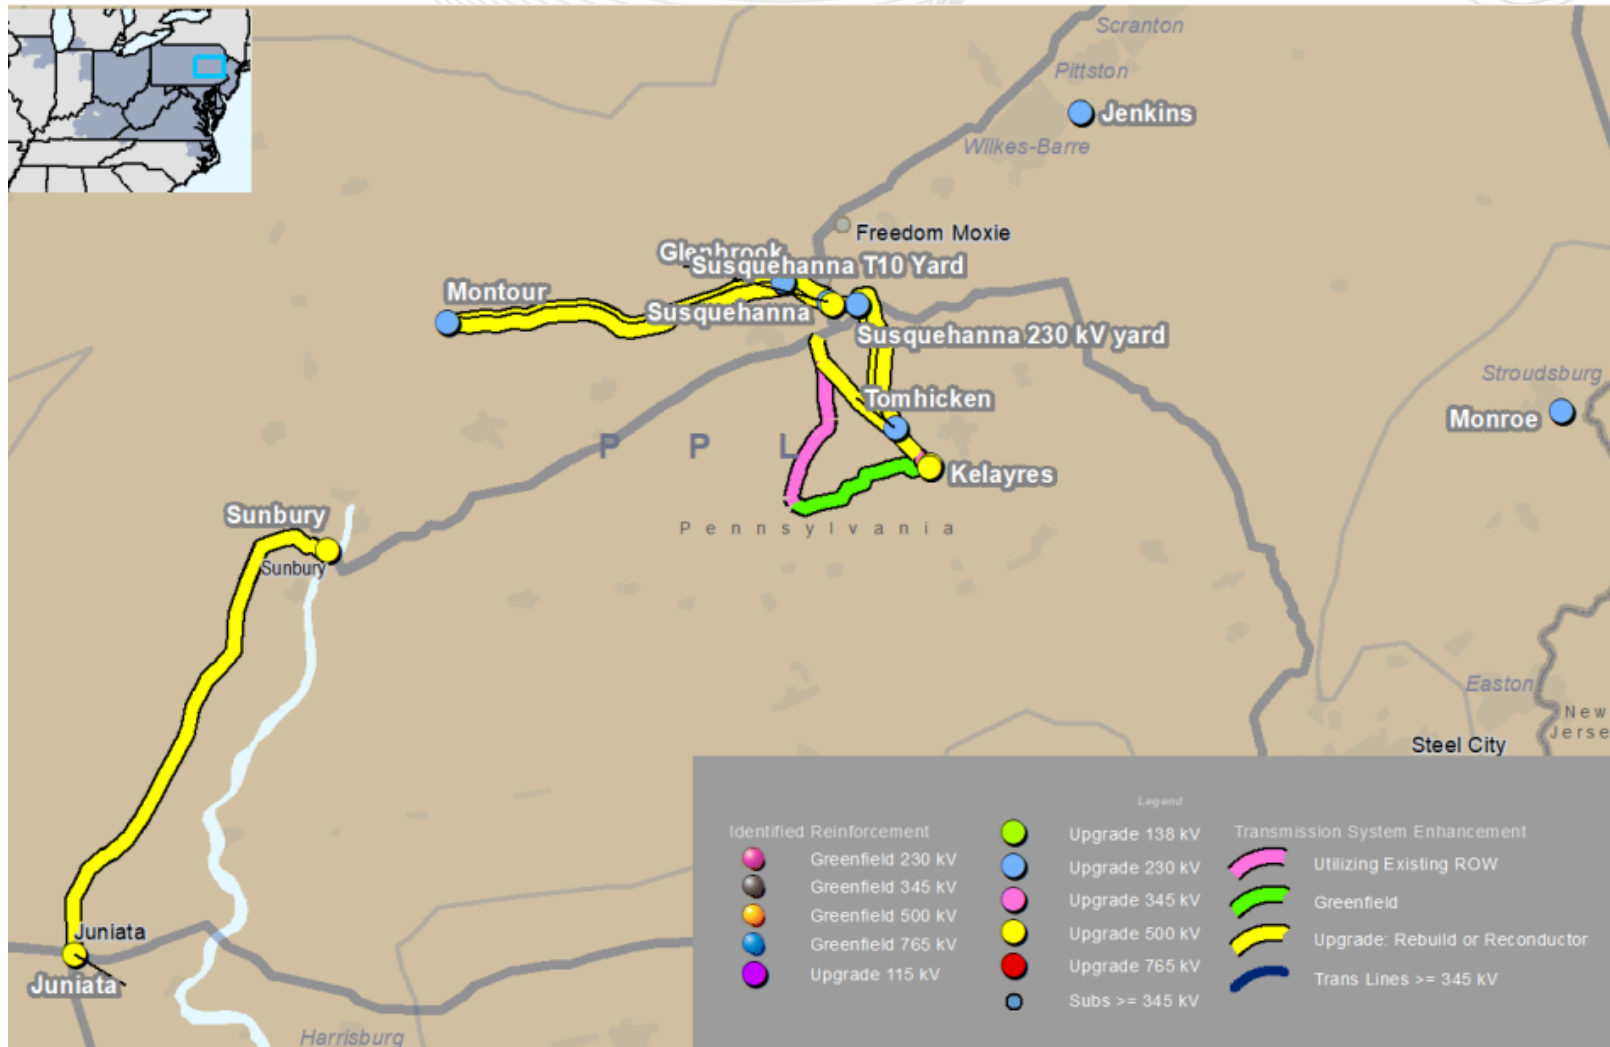 Scranton
Pittston
Jenkins
Wilkes-Barre
Freedom Moxie
Glenbrook
Susquehanna T10 Yard
Montour
Susquehanna
Susquehanna 230 kV yard
Stroudsburg
Tomhicken
Monroe
P P L
Kelayres
Sunbury
Pennsylvania
Sunbury
Easton
New
Jerse
Steel City
Juniata
Juniata
Harrisburg
Legend
Identified Reinforcement
Greenfield 230 kV
Greenfield 345 kV
Greenfield 500 kV
Greenfield 765 kV
Upgrade 115 kV
Upgrade 138 kV
Upgrade 230 kV
Upgrade 345 kV
Upgrade 500 kV
Upgrade 765 kV
Subs >= 345 kV
Transmission System Enhancement
Utilizing Existing ROW
Greenfield
Upgrade: Rebuild or Reconductor
Trans Lines >= 345 kV